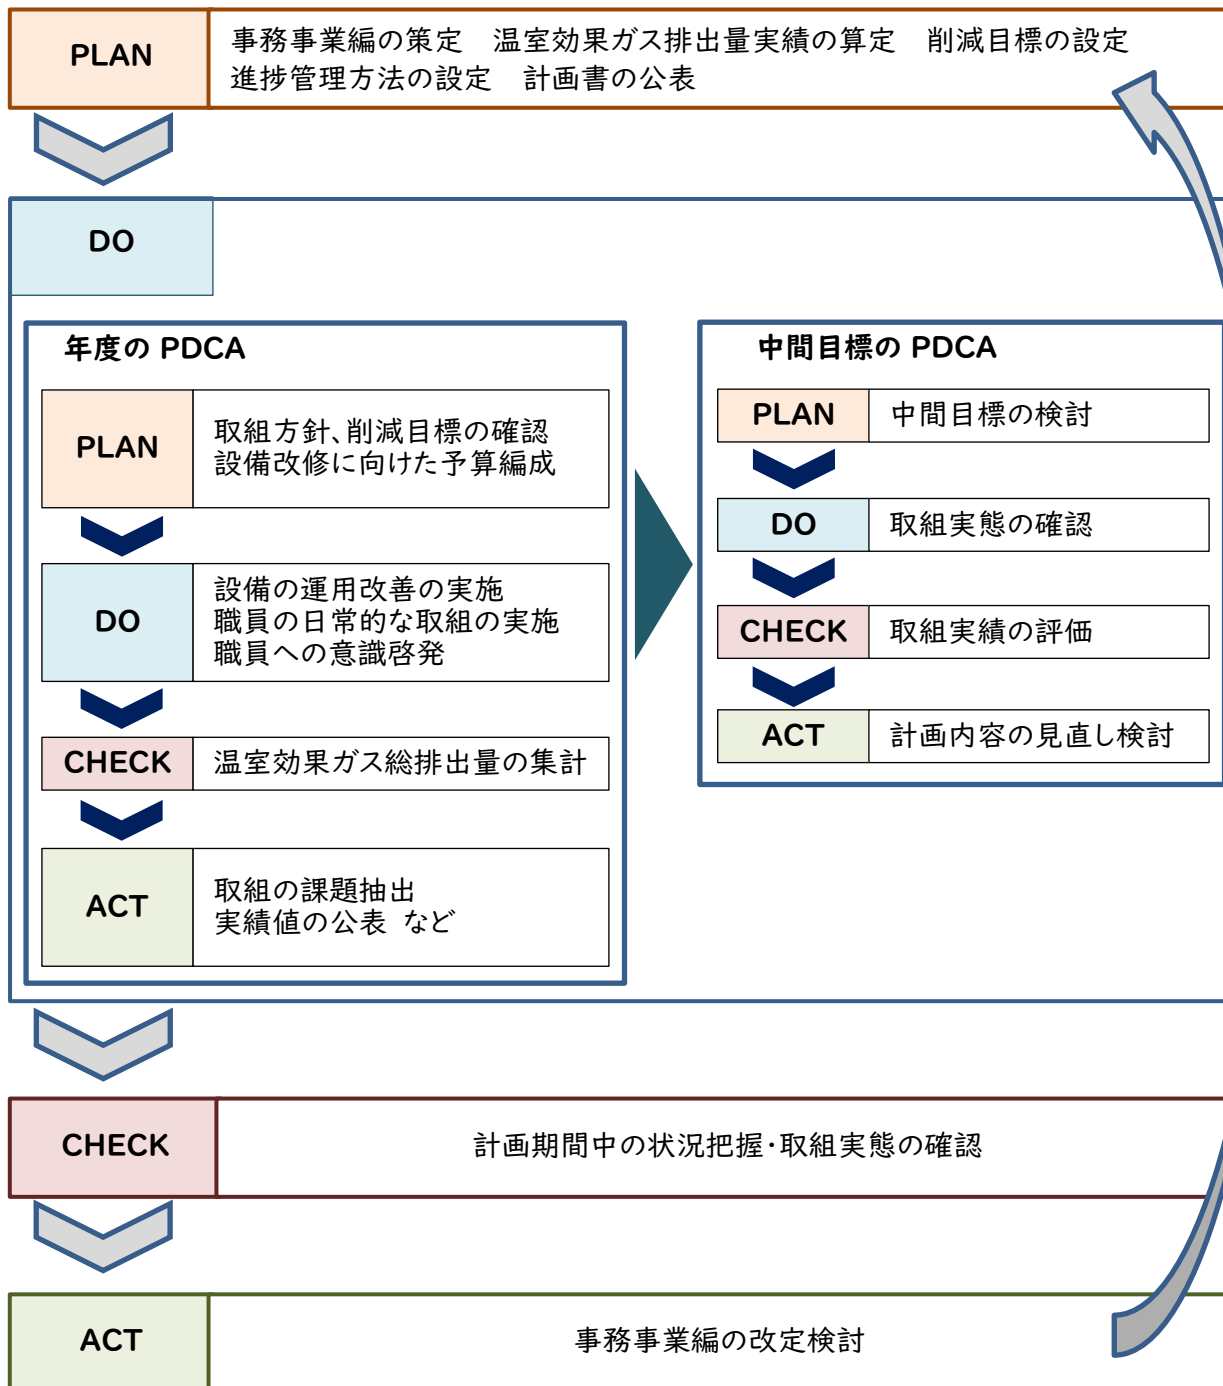 PLAN
事務事業編の策定　温室効果ガス排出量実績の算定　削減目標の設定
進捗管理方法の設定　計画書の公表
DO
年度の PDCA
PLAN
取組方針、削減目標の確認
設備改修に向けた予算編成
DO
設備の運用改善の実施
職員の日常的な取組の実施
職員への意識啓発
CHECK
温室効果ガス総排出量の集計
ACT
取組の課題抽出
実績値の公表 など
中間目標の PDCA
PLAN
中間目標の検討
DO
取組実態の確認
CHECK
取組実績の評価
ACT
計画内容の見直し検討
CHECK
計画期間中の状況把握・取組実態の確認
ACT
事務事業編の改定検討